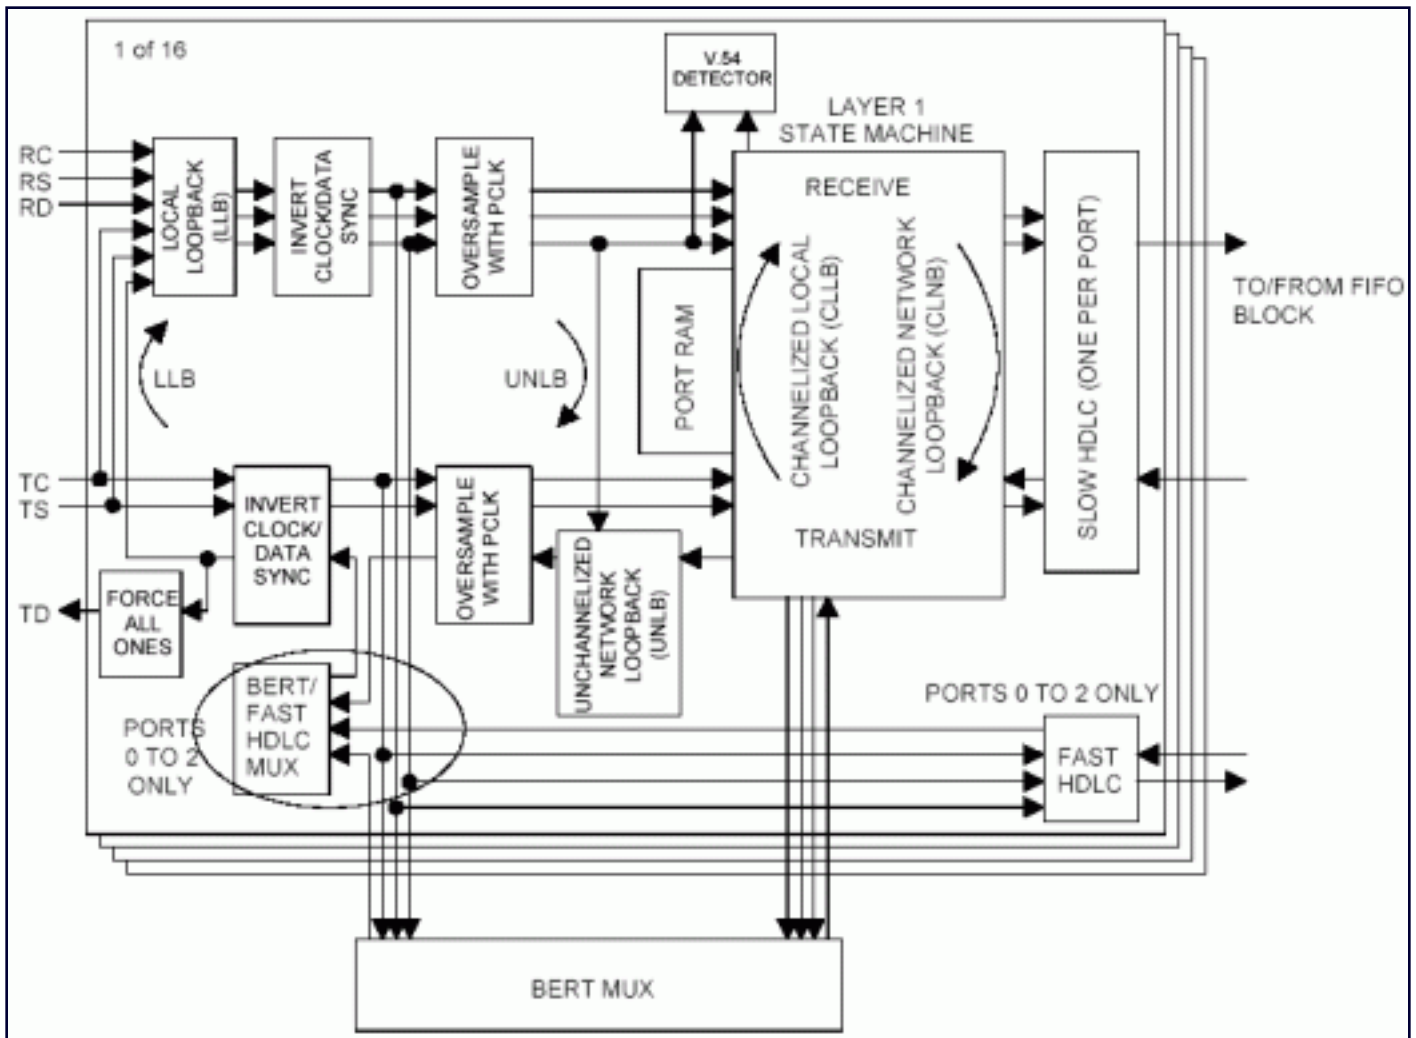 1 of 16
V.54
DETECTOR
LAYER 1
STATE MACHINE
RC
RS
RD
LOCAL
LOOPBACK
(LLB)
INVERT
CLOCK/DATA
SYNC
OVERSAMPLE
WITH PCLK
RECEIVE
CHANNELIZED LOCAL
LOOPBACK (CLLB)
CHANNELIZED NETWORK
LOOPBACK (CLNB)
SLOW HDLC (ONE PER PORT)
TO/FROM FIFO
BLOCK
PORT RAM
LLB
UNLB
TC
TS
INVERT
CLOCK/
DATA
SYNC
OVERSAMPLE
WITH PCLK
UNCHANNELIZED
NETWORK
LOOPBACK
(UNLB)
TRANSMIT
TD
FORCE
ALL
ONES
PORTS
0 TO 2
ONLY
BERT/
FAST
HDLC
MUX
PORTS 0 TO 2 ONLY
FAST
HDLC
BERT MUX